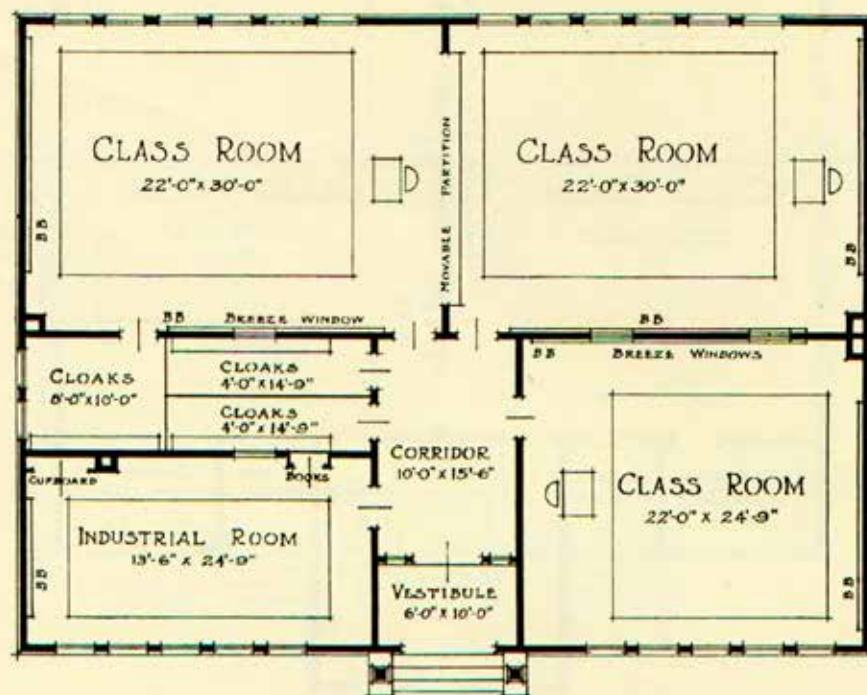 CLASS ROOM
22'-0" X 30'-0"
BB
MOVABLE PARTITION
CLASS ROOM
22'-0" X 30'-0"
BB
BB
BREEZE WINDOW
BB
CLOAKS
8'-0" X 10'-0"
CLOAKS
4'-0" X 14'-9"
CLOAKS
4'-0" X 14'-9"
BB
BREEZE WINDOWS
CORRIDOR
10'-0" X 15'-6"
CLASS ROOM
22'-0" X 24'-9"
BB
CUPBOARD
BOOKS
INDUSTRIAL ROOM
13'-6" X 24'-9"
BB
VESTIBULE
6'-0" X 10'-0"